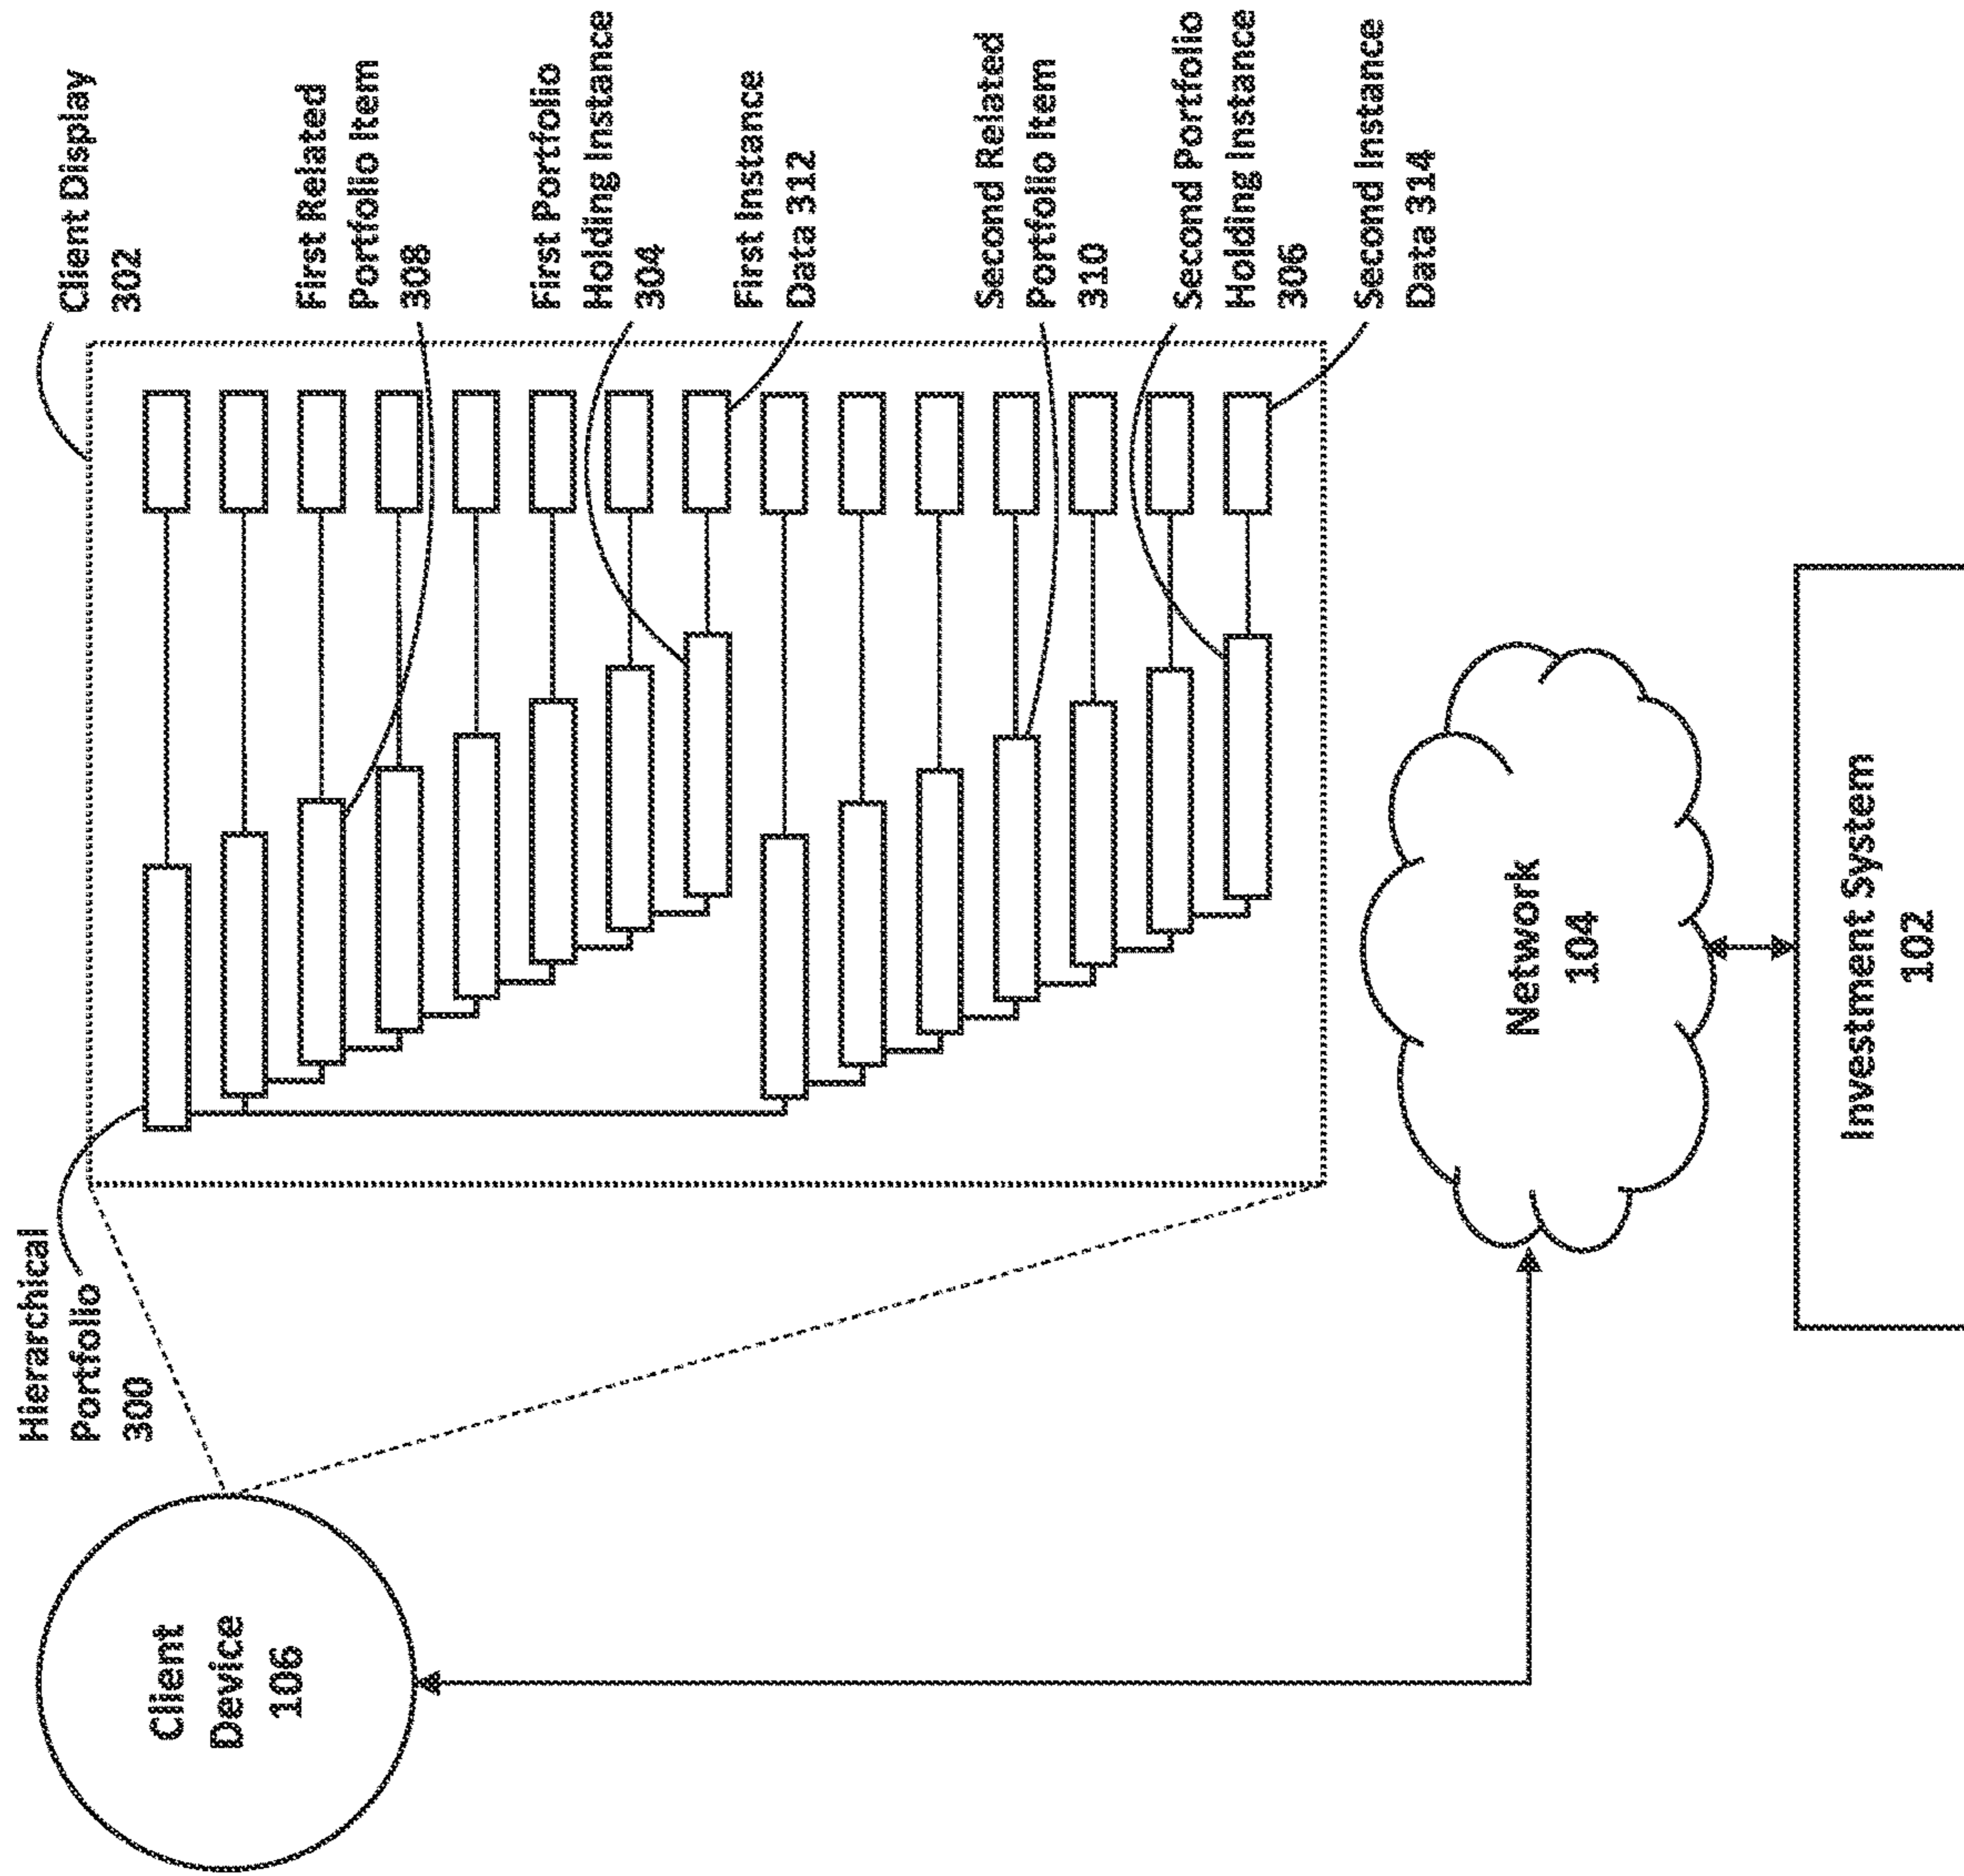 Client
Device
106
Hierarchical
Portfolio
300
Client Display
302
First Related
Portfolio Item
308
First Portfolio
Holding Instance
304
First Instance
Data 312
Second Related
Portfolio Item
310
Second Portfolio
Holding Instance
306
Second Instance
Data 314
Network
104
Investment System
102